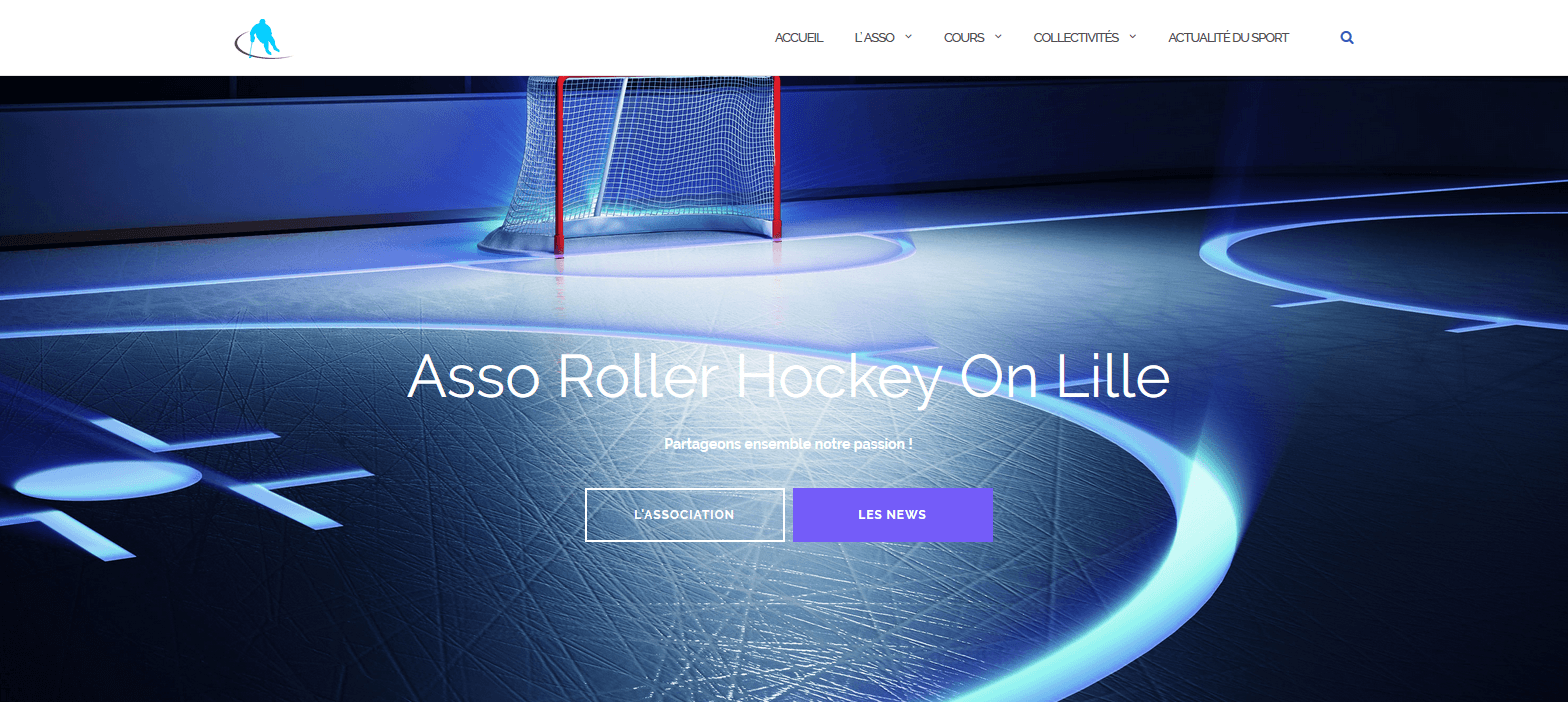 ACCUEIL L' ASSO COURS COLLECTIVITÉS ACTUALITÉ DU SPORT
Asso Roller Hockey On Lille
Partageons ensemble notre passion !
L'ASSOCIATION LES NEWS